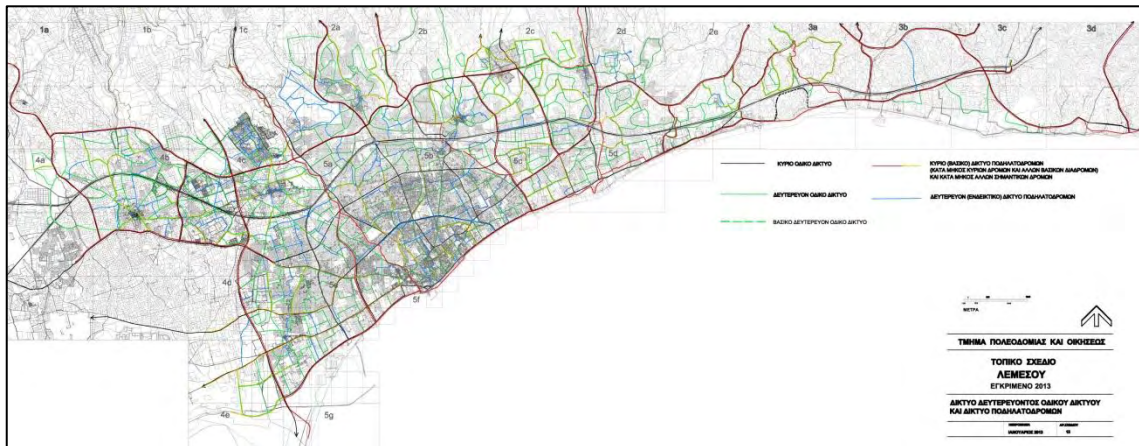 1a 1b 1c 2a 2b 2c 2d 2e 3a 3b 3c 3d
4a 4b 5a 5b 5c 5d
4d 5e 5f
4e 5g
ΚΥΡΙΟ ΟΔΙΚΟ ΔΙΚΤΥΟ
ΔΕΥΤΕΡΕΥΟΝ ΟΔΙΚΟ ΔΙΚΤΥΟ
ΒΑΣΙΚΟ ΔΕΥΤΕΡΕΥΟΝ ΟΔΙΚΟ ΔΙΚΤΥΟ
ΚΥΡΙΟ (ΒΑΣΙΚΟ) ΔΙΚΤΥΟ ΠΟΔΗΛΑΤΟΔΡΟΜΩΝ
(ΚΑΤΑ ΜΗΚΟΣ ΚΥΡΙΩΝ ΔΡΟΜΩΝ ΚΑΙ ΑΛΛΩΝ ΒΑΣΙΚΩΝ ΔΙΑΔΡΟΜΩΝ)
ΚΑΙ ΚΑΤΑ ΜΗΚΟΣ ΑΛΛΩΝ ΣΗΜΑΝΤΙΚΩΝ ΔΡΟΜΩΝ
ΔΕΥΤΕΡΕΥΟΝ (ΕΝΔΕΙΚΤΙΚΟ) ΔΙΚΤΥΟ ΠΟΔΗΛΑΤΟΔΡΟΜΩΝ
ΜΕΤΡΑ
ΤΜΗΜΑ ΠΟΛΕΟΔΟΜΙΑΣ ΚΑΙ ΟΙΚΗΣΕΩΣ
ΤΟΠΙΚΟ ΣΧΕΔΙΟ
ΛΕΜΕΣΟΥ
ΕΓΚΡΙΜΕΝΟ 2013
ΔΙΚΤΥΟ ΔΕΥΤΕΡΕΥΟΝΤΟΣ ΟΔΙΚΟΥ ΔΙΚΤΥΟΥ
ΚΑΙ ΔΙΚΤΥΟ ΠΟΔΗΛΑΤΟΔΡΟΜΩΝ
ΙΑΝΟΥΑΡΙΟΣ 2013